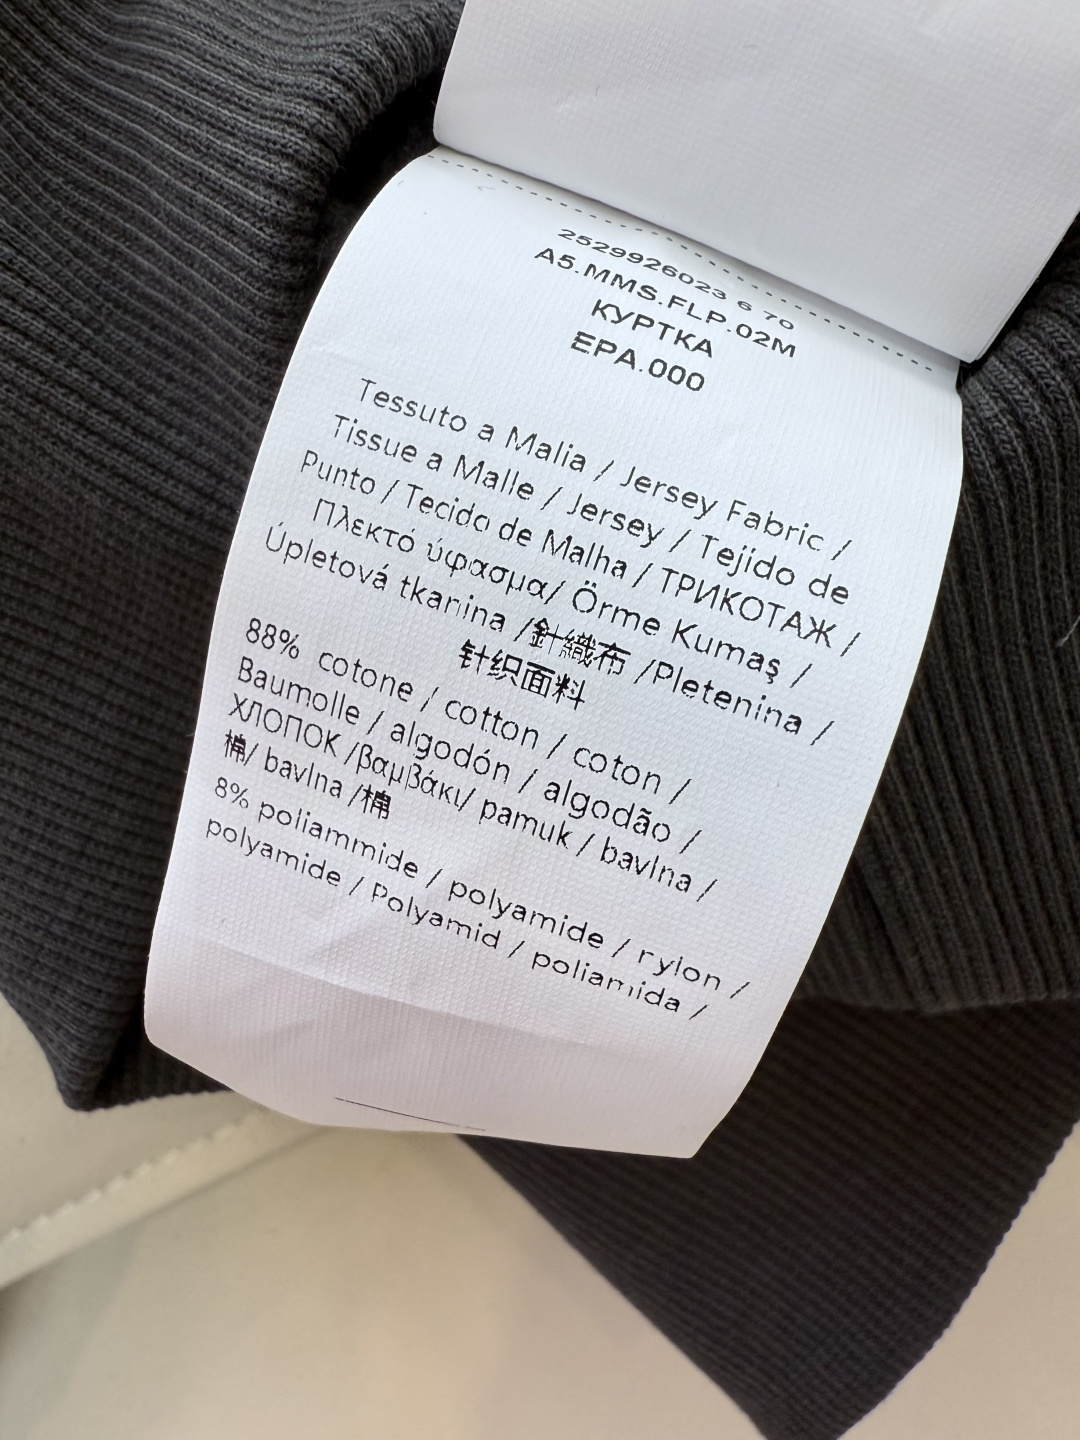 2529926023 6 70
A5.MMS.FLP.02M
КУРТКА
EPA.000
Tessuto a Malia / Jersey Fabric /
Tissue a Malle / Jersey / Tejido de
Punto / Tecido de Malha / ТРИКОТАЖ /
Πλεκτό ύφασμα/ Örme Kumaş /
Úpletová tkanina /針織布 /Pletenina /
针织面料
88% cotone / cotton / coton /
Baumolle / algodón / algodão /
ХЛОПОК /βαμβάκι/ pamuk / bavlna /
棉/ bavlna /棉
8% poliammide / polyamide / nylon /
polyamide / Polyamid / poliamida /